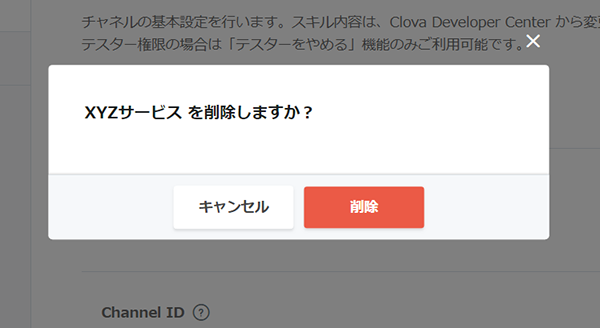 チャネルの基本設定を行います。スキル内容は、Clova Developer Center から変
テスター権限の場合は「テスターをやめる」機能のみご利用可能です。
XYZサービス を削除しますか？
キャンセル
削除
Channel ID ?